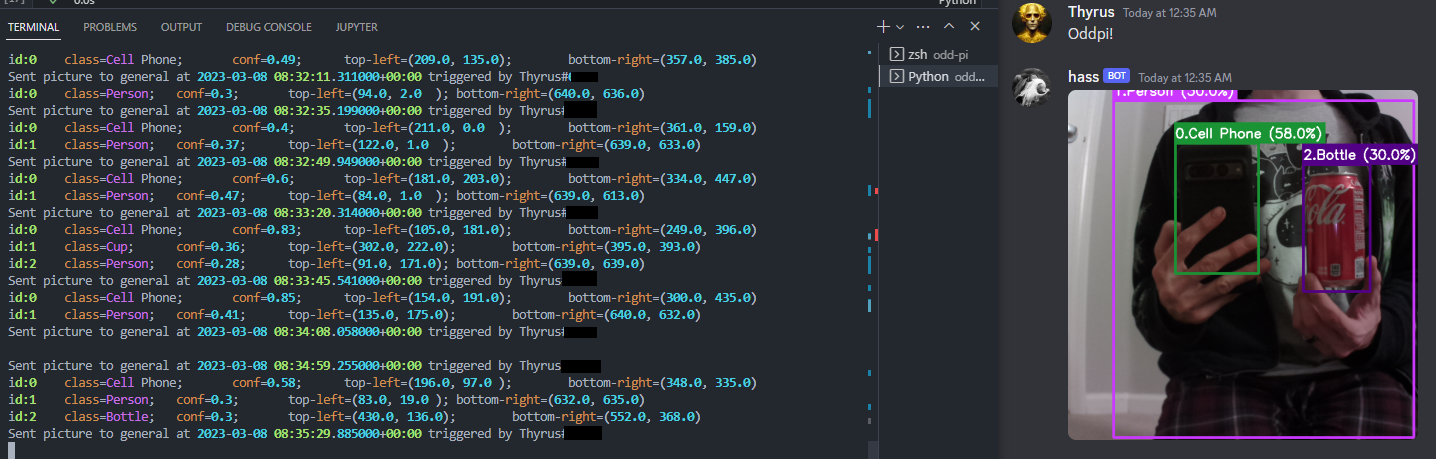 0.0s
Python
TERMINAL PROBLEMS OUTPUT DEBUG CONSOLE JUPYTER
id:0 class=Cell Phone; conf=0.49; top-left=(209.0, 135.0); bottom-right=(357.0, 385.0)
Sent picture to general at 2023-03-08 08:32:11.311000+00:00 triggered by Thyrus#
id:0 class=Person; conf=0.3; top-left=(94.0, 2.0 ); bottom-right=(640.0, 636.0)
Sent picture to general at 2023-03-08 08:32:35.199000+00:00 triggered by Thyrus#
id:0 class=Cell Phone; conf=0.4; top-left=(211.0, 0.0 ); bottom-right=(361.0, 159.0)
id:1 class=Person; conf=0.37; top-left=(122.0, 1.0 ); bottom-right=(639.0, 633.0)
Sent picture to general at 2023-03-08 08:32:49.949000+00:00 triggered by Thyrus#
id:0 class=Cell Phone; conf=0.6; top-left=(181.0, 203.0); bottom-right=(334.0, 447.0)
id:1 class=Person; conf=0.47; top-left=(84.0, 1.0 ); bottom-right=(639.0, 613.0)
Sent picture to general at 2023-03-08 08:33:20.314000+00:00 triggered by Thyrus#
id:0 class=Cell Phone; conf=0.83; top-left=(105.0, 181.0); bottom-right=(249.0, 396.0)
id:1 class=Cup; conf=0.36; top-left=(302.0, 222.0); bottom-right=(395.0, 393.0)
id:2 class=Person; conf=0.28; top-left=(91.0, 171.0); bottom-right=(639.0, 639.0)
Sent picture to general at 2023-03-08 08:33:45.541000+00:00 triggered by Thyrus
id:0 class=Cell Phone; conf=0.85; top-left=(154.0, 191.0); bottom-right=(300.0, 435.0)
id:1 class=Person; conf=0.41; top-left=(135.0, 175.0); bottom-right=(640.0, 632.0)
Sent picture to general at 2023-03-08 08:34:08.058000+00:00 triggered by Thyrus#
Sent picture to general at 2023-03-08 08:34:59.255000+00:00 triggered by Thyrus
id:0 class=Cell Phone; conf=0.58; top-left=(196.0, 97.0 ); bottom-right=(348.0, 335.0)
id:1 class=Person; conf=0.3; top-left=(83.0, 19.0 ); bottom-right=(632.0, 635.0)
id:2 class=Bottle; conf=0.3; top-left=(430.0, 136.0); bottom-right=(552.0, 368.0)
Sent picture to general at 2023-03-08 08:35:29.885000+00:00 triggered by Thyrus#
zsh odd-pi
Python odd...
Thyrus Today at 12:35 AM
Oddpi!
hass BOT Today at 12:35 AM
1.Person (30.0%)
0.Cell Phone (58.0%)
2.Bottle (30.0%)